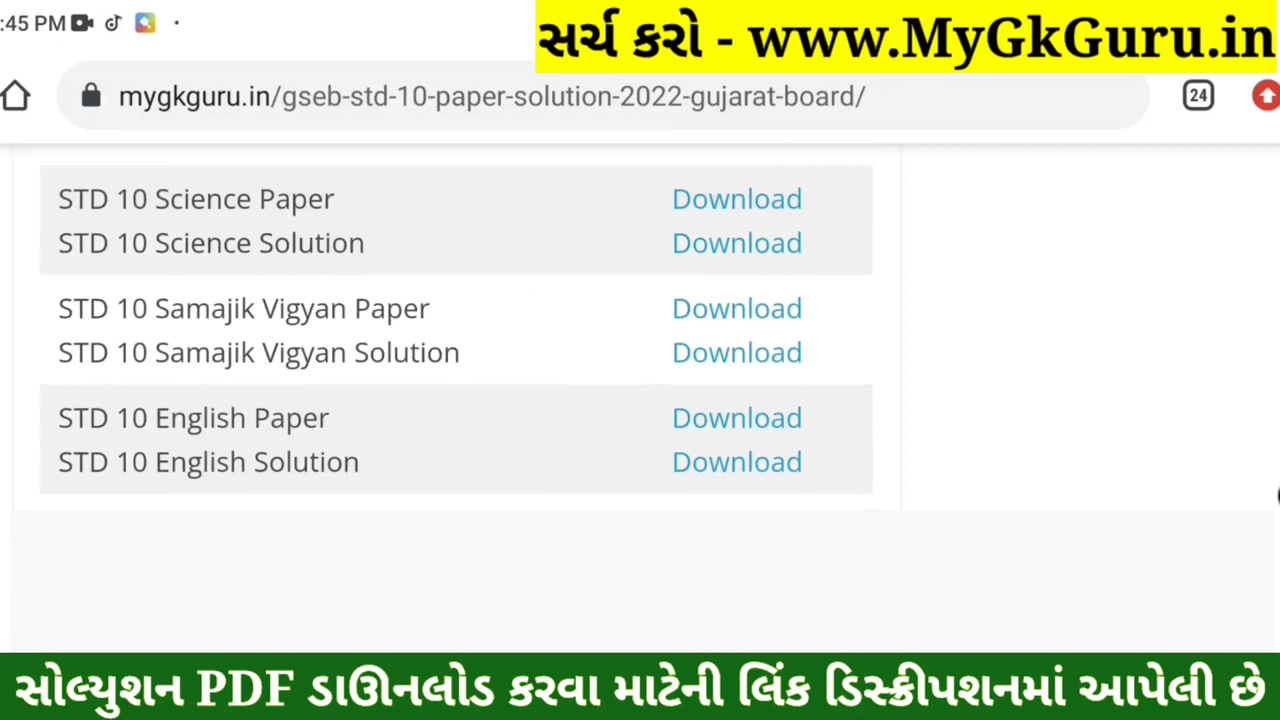 :45 PM
સર્ચ કરો - www.MyGkGuru.in
mygkguru.in/gseb-std-10-paper-solution-2022-gujarat-board/
24
STD 10 Science Paper Download
STD 10 Science Solution Download
STD 10 Samajik Vigyan Paper Download
STD 10 Samajik Vigyan Solution Download
STD 10 English Paper Download
STD 10 English Solution Download
સોલ્યુશન PDF ડાઊનલોડ કરવા માટેની લિંક ડિસ્ક્રીપશનમાં આપેલી છે